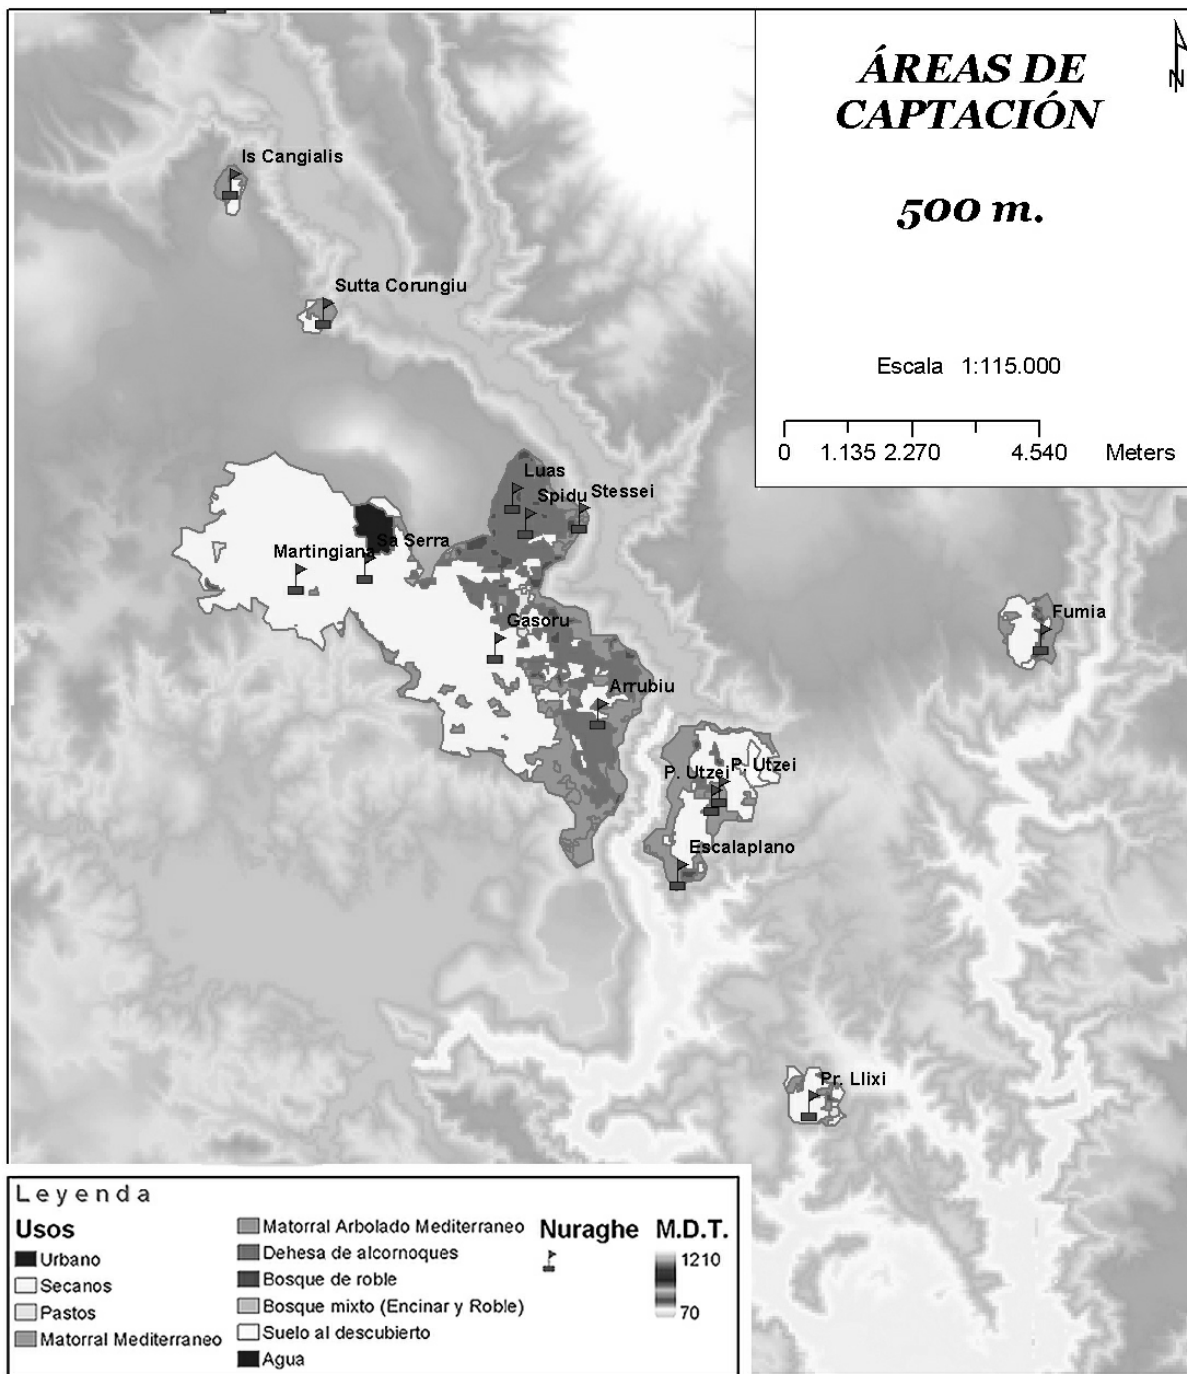 ÁREAS DE
CAPTACIÓN
500 m.
N
Escala 1:115.000
0 1.135 2.270 4.540 Meters
Is Cangialis
Sutta Corungiu
Luas
Spidu
Stessei
Sa Serra
Martingiana
Gasoru
Arrubiu
Fumia
P. Utzei
P. Utzei
Escalaplano
Pr. Llixi
Leyenda
Usos
Urbano
Secanos
Pastos
Matorral Mediterraneo
Matorral Arbolado Mediterraneo
Dehesa de alcornoques
Bosque de roble
Bosque mixto (Encinar y Roble)
Suelo al descubierto
Agua
Nuraghe
M.D.T.
1210
70